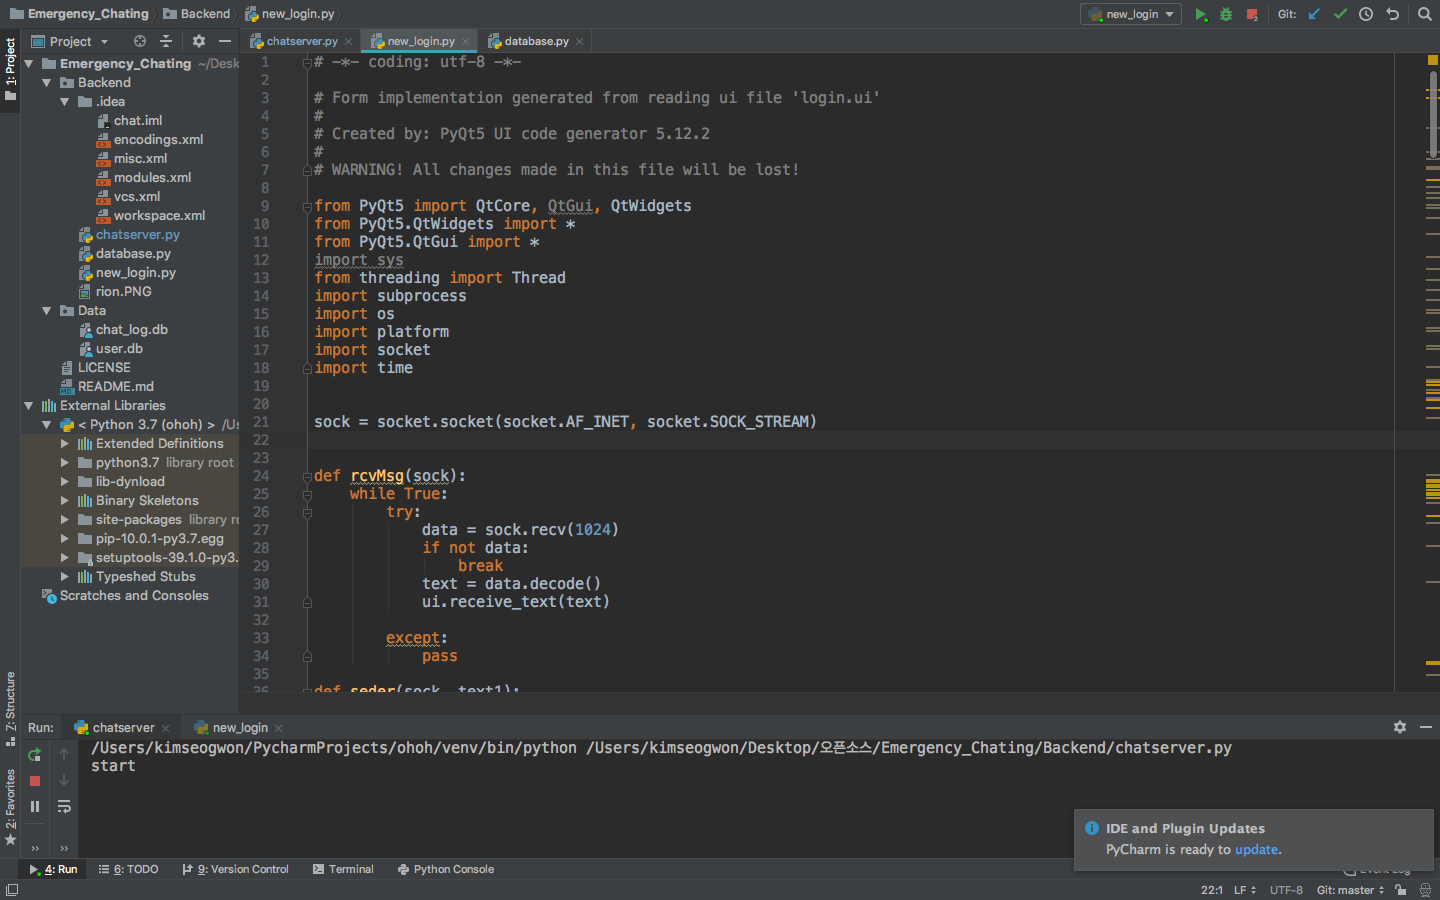 Emergency_Chating
Backend
new_login.py
new_login
Git:
1: Project
Project
chatserver.py
new_login.py
database.py
Emergency_Chating ~/Desk
Backend
.idea
chat.iml
encodings.xml
misc.xml
modules.xml
vcs.xml
workspace.xml
chatserver.py
database.py
new_login.py
rion.PNG
Data
chat_log.db
user.db
LICENSE
README.md
External Libraries
< Python 3.7 (ohoh) > /Us
Extended Definitions
python3.7 library root
lib-dynload
Binary Skeletons
site-packages library ro
pip-10.0.1-py3.7.egg
setuptools-39.1.0-py3.
Typeshed Stubs
Scratches and Consoles
1 # -*- coding: utf-8 -*-
2
3 # Form implementation generated from reading ui file 'login.ui'
4 #
5 # Created by: PyQt5 UI code generator 5.12.2
6 #
7 # WARNING! All changes made in this file will be lost!
8
9 from PyQt5 import QtCore, QtGui, QtWidgets
10 from PyQt5.QtWidgets import *
11 from PyQt5.QtGui import *
12 import sys
13 from threading import Thread
14 import subprocess
15 import os
16 import platform
17 import socket
18 import time
19
20
21 sock = socket.socket(socket.AF_INET, socket.SOCK_STREAM)
22
23
24 def rcvMsg(sock):
25 while True:
26 try:
27 data = sock.recv(1024)
28 if not data:
29 break
30 text = data.decode()
31 ui.receive_text(text)
32
33 except:
34 pass
35
36 def seder(sock, text1):
Z: Structure
2: Favorites
Run:
chatserver
new_login
/Users/kimseogwon/PycharmProjects/ohoh/venv/bin/python /Users/kimseogwon/Desktop/오픈소스/Emergency_Chating/Backend/chatserver.py
start
IDE and Plugin Updates
PyCharm is ready to update.
4: Run
6: TODO
9: Version Control
Terminal
Python Console
Event Log
22:1
LF
UTF-8
Git: master